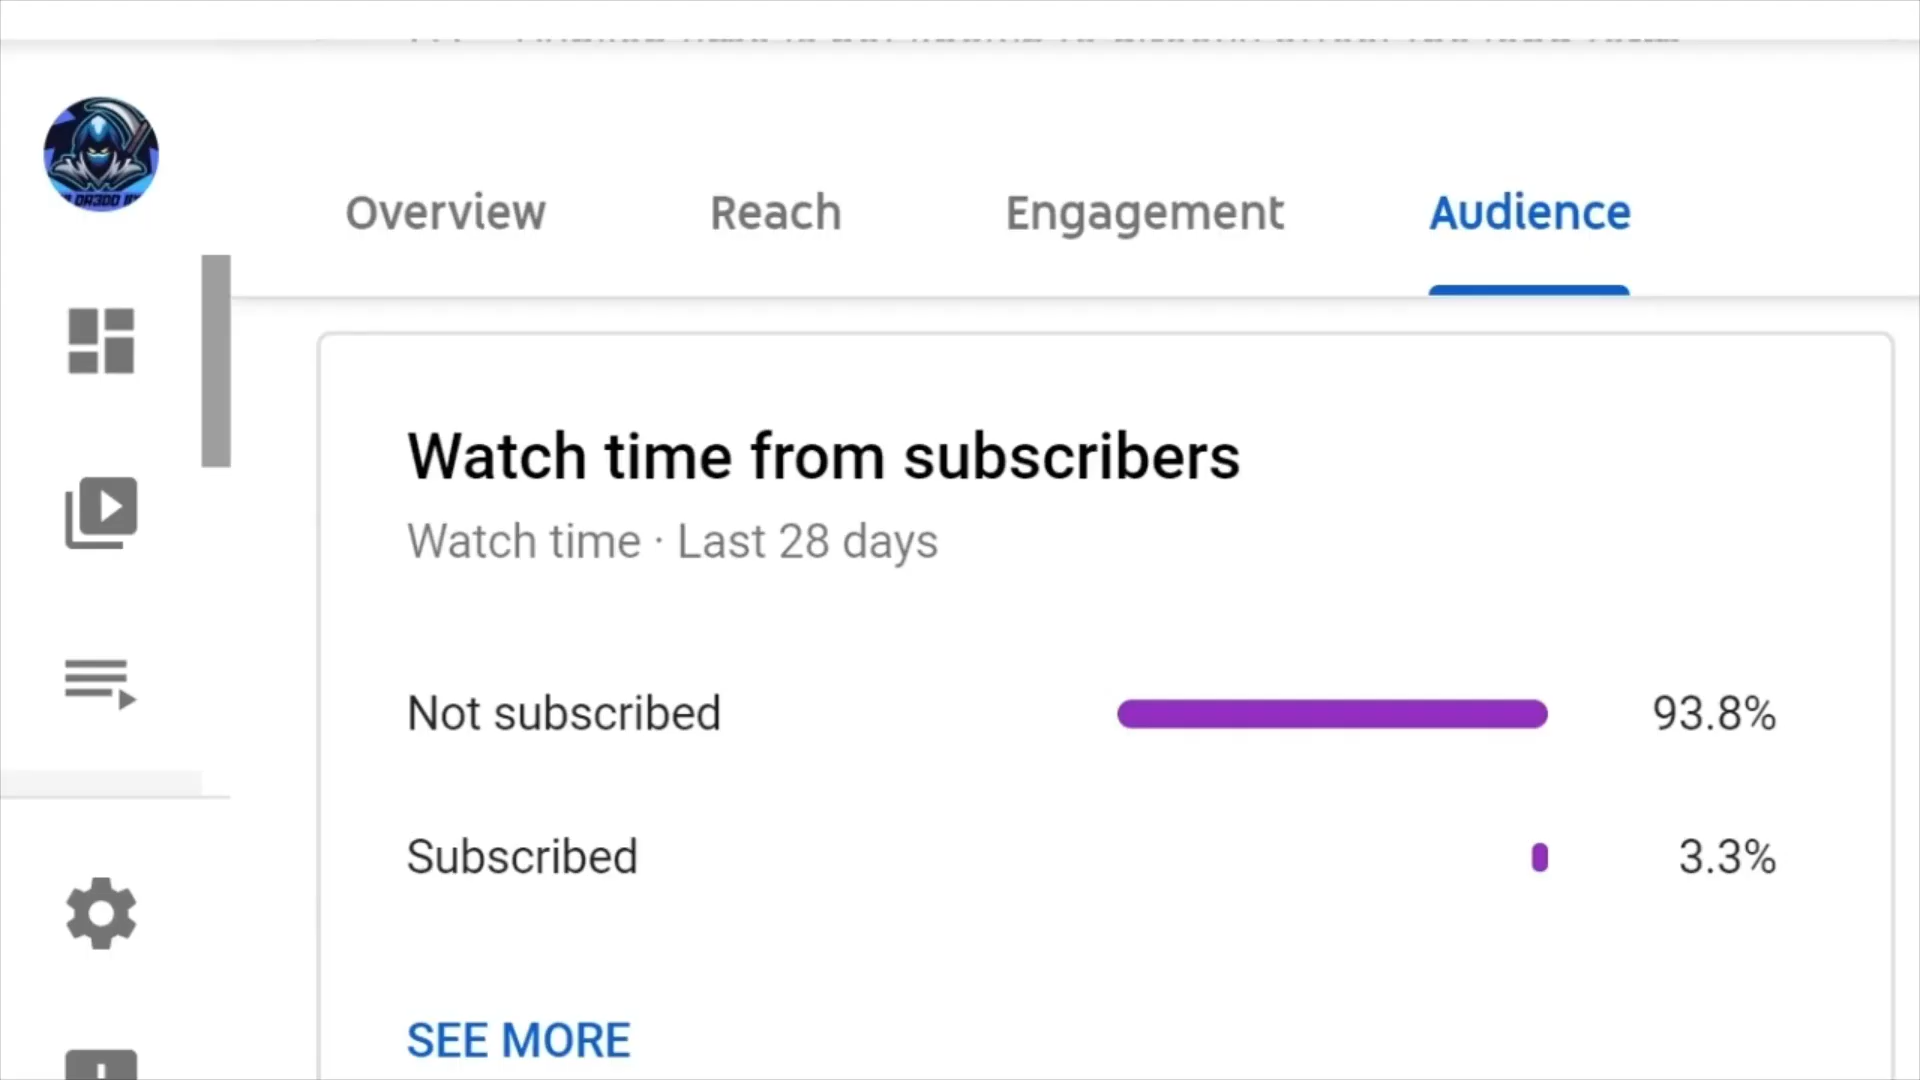 Overview Reach Engagement Audience
Watch time from subscribers
Watch time · Last 28 days
Not subscribed 93.8%
Subscribed 3.3%
SEE MORE